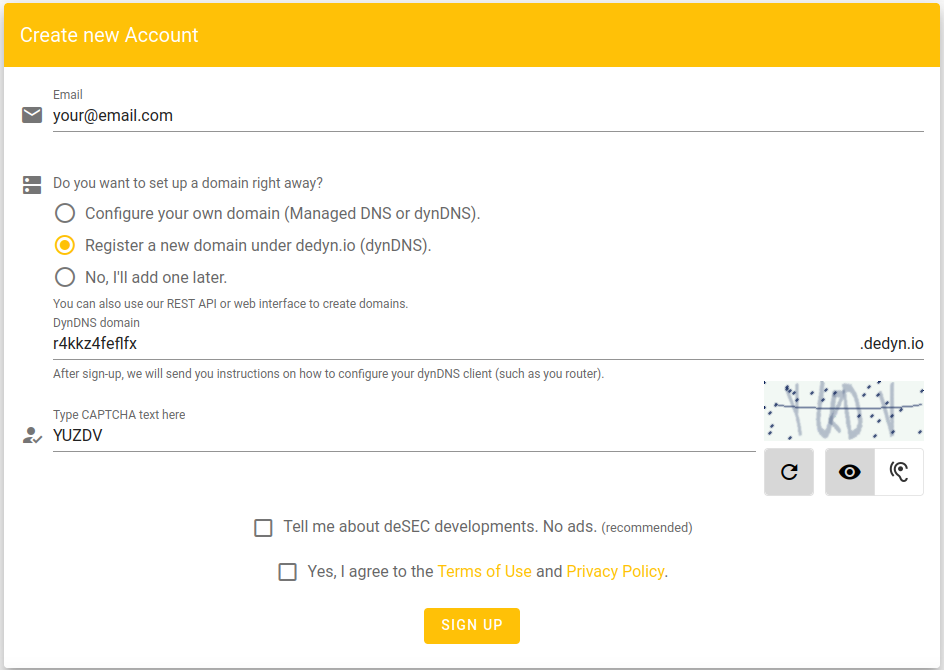 Create new Account
Email
your@email.com
Do you want to set up a domain right away?
Configure your own domain (Managed DNS or dynDNS).
Register a new domain under dedyn.io (dynDNS).
No, I'll add one later.
You can also use our REST API or web interface to create domains.
DynDNS domain
r4kkz4feflfx .dedyn.io
After sign-up, we will send you instructions on how to configure your dynDNS client (such as you router).
Type CAPTCHA text here
YUZDV
Tell me about deSEC developments. No ads. (recommended)
Yes, I agree to the Terms of Use and Privacy Policy.
SIGN UP